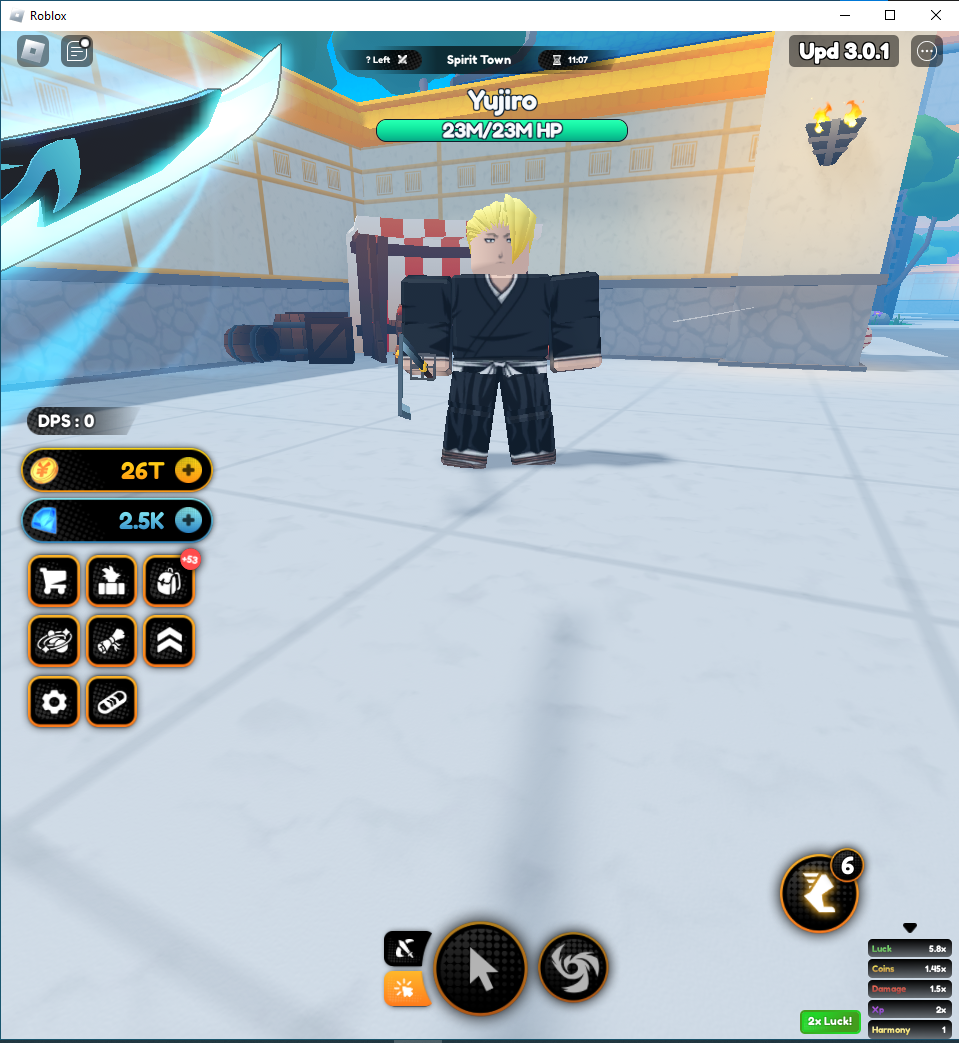 Roblox
? Left
Spirit Town
11:07
Upd 3.0.1
Yujiro
23M/23M HP
DPS : 0
26T
2.5K
+53
6
Luck 5.8x
Coins 1.45x
Damage 1.5x
Xp 2x
2x Luck!
Harmony 1